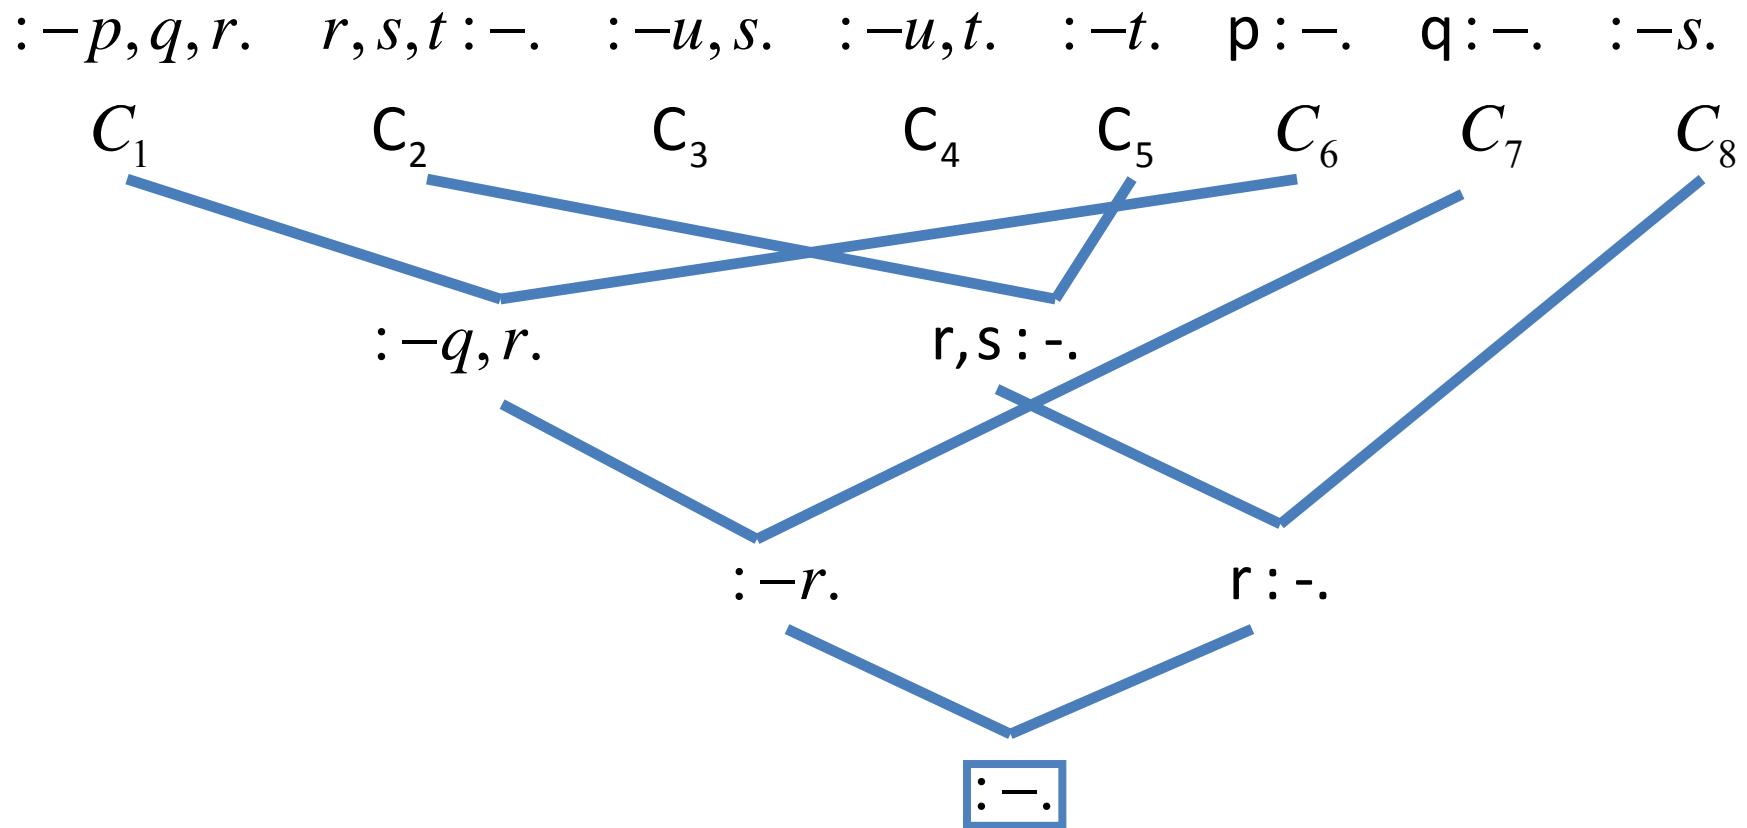 :−p,q,r. r,s,t:−. :−u,s. :−u,t. :−t. p:−. q:−. :−s.
C₁ C₂ C₃ C₄ C₅ C₆ C₇ C₈
:−q,r. r,s:-.
:−r. r:-.
:−.